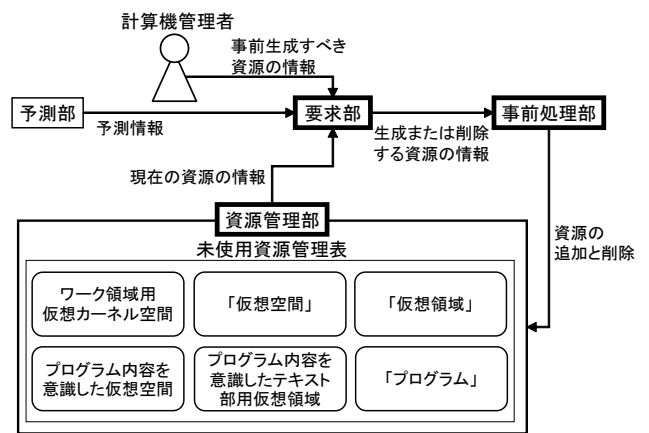 計算機管理者
事前生成すべき
資源の情報
予測部
予測情報
要求部
生成または削除
する資源の情報
事前処理部
現在の資源の情報
資源管理部
資源の
追加と削除
未使用資源管理表
ワーク領域用
仮想カーネル空間
「仮想空間」
「仮想領域」
プログラム内容を
意識した仮想空間
プログラム内容を
意識したテキスト
部用仮想領域
「プログラム」